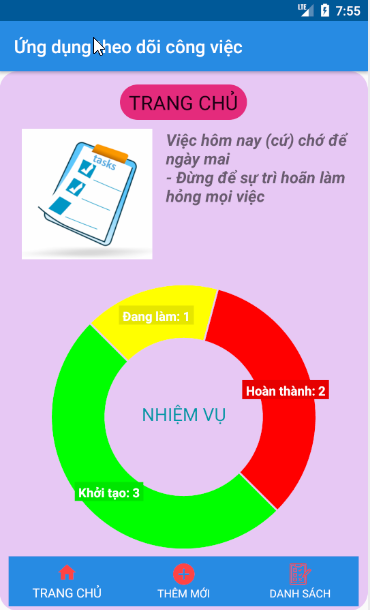 LTE 7:55
Ứng dụng theo dõi công việc
TRANG CHỦ
tasks
Việc hôm nay (cứ) chớ để
ngày mai
- Đừng để sự trì hoãn làm
hỏng mọi việc
Đang làm: 1
Hoàn thành: 2
NHIỆM VỤ
Khởi tạo: 3
TRANG CHỦ
THÊM MỚI
DANH SÁCH